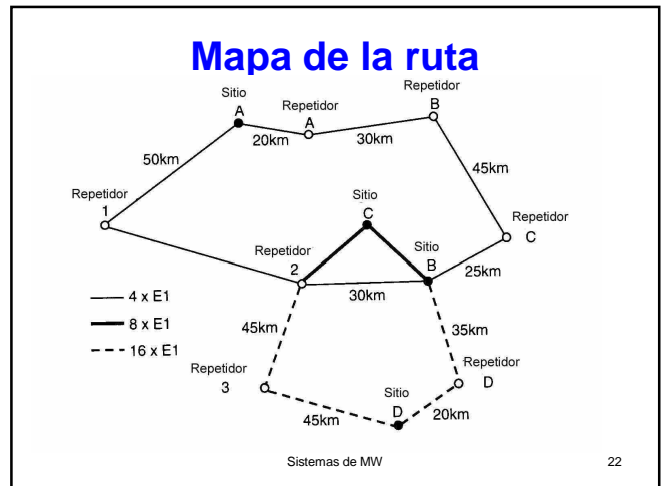 Mapa de la ruta
Sitio
A
Repetidor
A
Repetidor
B
20km
30km
50km
45km
Repetidor
1
Sitio
C
Repetidor
C
Repetidor
2
Sitio
B
25km
30km
4 x E1
8 x E1
16 x E1
45km
35km
Repetidor
3
Repetidor
D
Sitio
D
45km
20km
Sistemas de MW
22